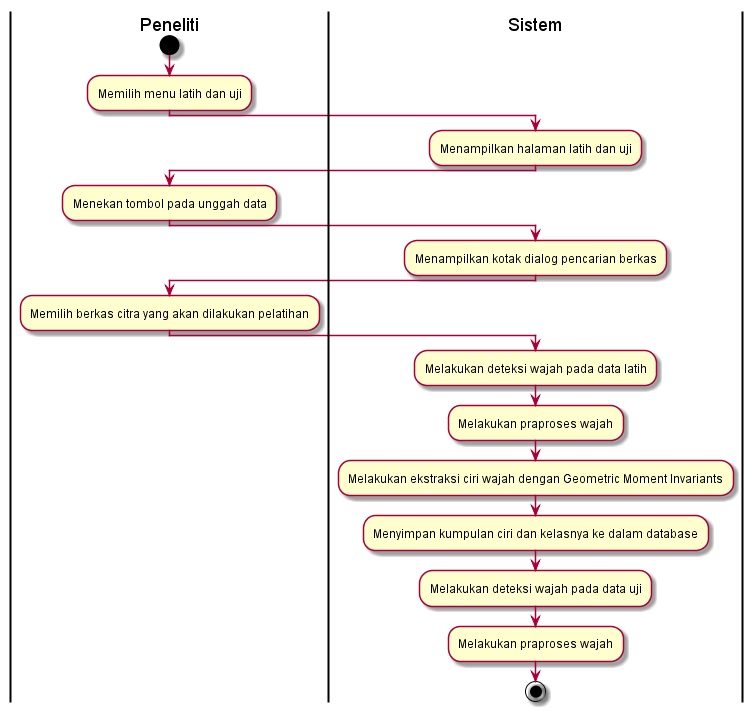 Peneliti
Sistem
Memilih menu latih dan uji
Menampilkan halaman latih dan uji
Menekan tombol pada unggah data
Menampilkan kotak dialog pencarian berkas
Memilih berkas citra yang akan dilakukan pelatihan
Melakukan deteksi wajah pada data latih
Melakukan praproses wajah
Melakukan ekstraksi ciri wajah dengan Geometric Moment Invariants
Menyimpan kumpulan ciri dan kelasnya ke dalam database
Melakukan deteksi wajah pada data uji
Melakukan praproses wajah